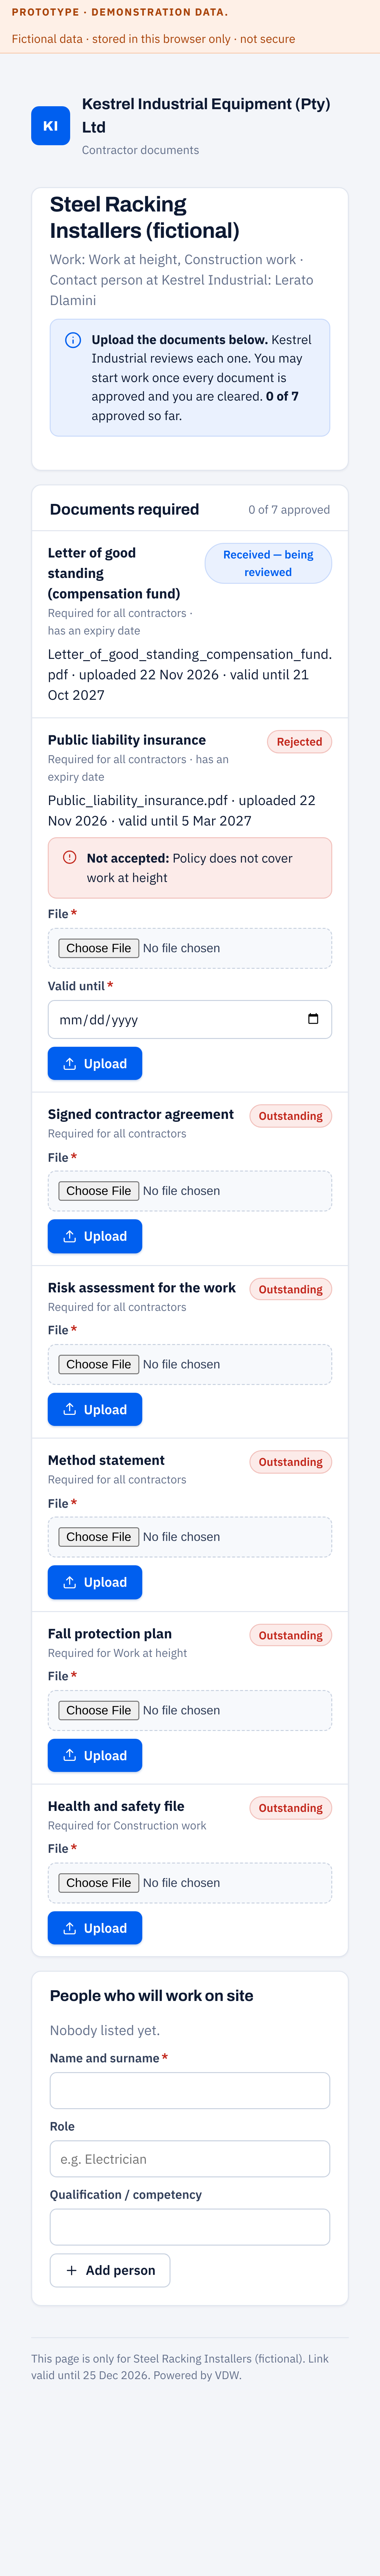 PROTOTYPE · DEMONSTRATION DATA.
Fictional data · stored in this browser only · not secure
KI
Kestrel Industrial Equipment (Pty)
Ltd
Contractor documents
Steel Racking
Installers (fictional)
Work: Work at height, Construction work ·
Contact person at Kestrel Industrial: Lerato
Dlamini
Upload the documents below. Kestrel
Industrial reviews each one. You may
start work once every document is
approved and you are cleared. 0 of 7
approved so far.
Documents required
0 of 7 approved
Letter of good
standing
(compensation fund)
Received — being
reviewed
Required for all contractors ·
has an expiry date
Letter_of_good_standing_compensation_fund.
pdf · uploaded 22 Nov 2026 · valid until 21
Oct 2027
Public liability insurance
Rejected
Required for all contractors · has an
expiry date
Public_liability_insurance.pdf · uploaded 22
Nov 2026 · valid until 5 Mar 2027
Not accepted: Policy does not cover
work at height
File *
Choose File No file chosen
Valid until *
mm/dd/yyyy
Upload
Signed contractor agreement
Outstanding
Required for all contractors
File *
Choose File No file chosen
Upload
Risk assessment for the work
Outstanding
Required for all contractors
File *
Choose File No file chosen
Upload
Method statement
Outstanding
Required for all contractors
File *
Choose File No file chosen
Upload
Fall protection plan
Outstanding
Required for Work at height
File *
Choose File No file chosen
Upload
Health and safety file
Outstanding
Required for Construction work
File *
Choose File No file chosen
Upload
People who will work on site
Nobody listed yet.
Name and surname *
Role
e.g. Electrician
Qualification / competency
+ Add person
This page is only for Steel Racking Installers (fictional). Link
valid until 25 Dec 2026. Powered by VDW.